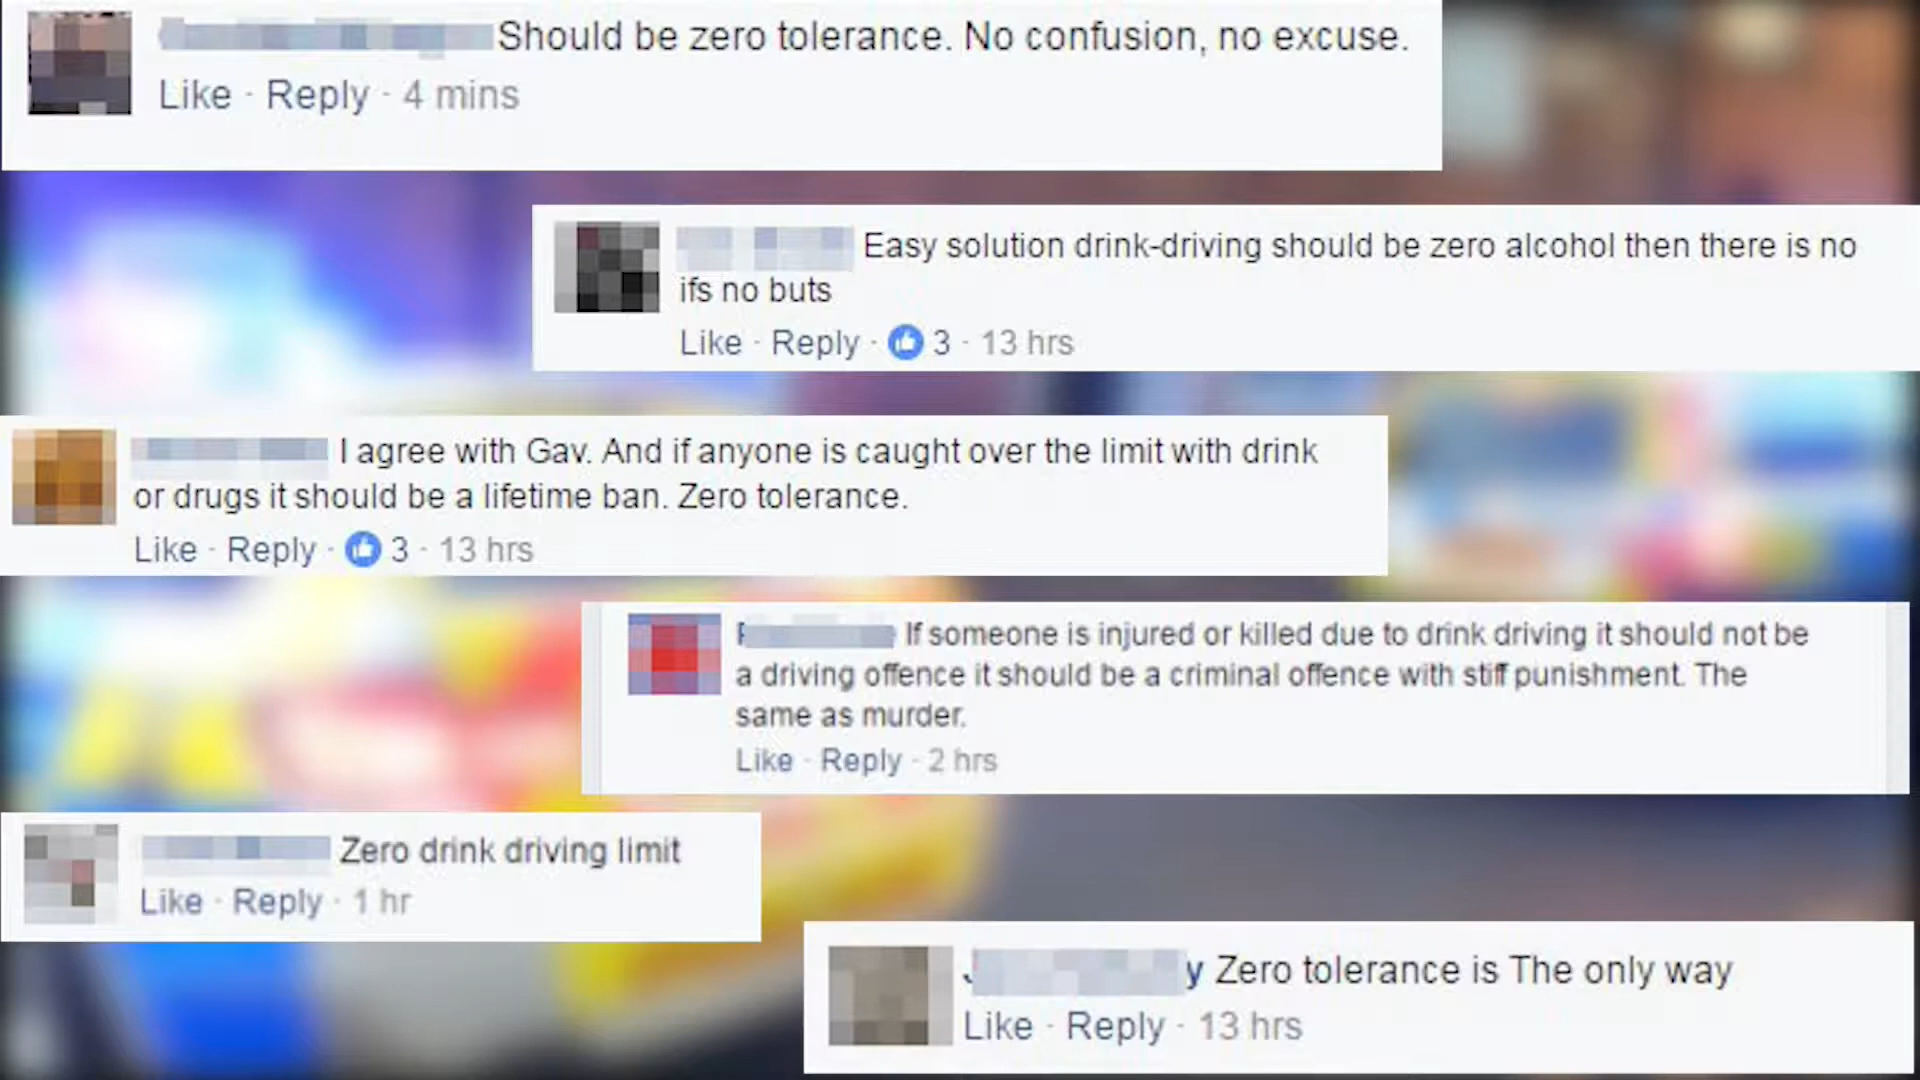 Should be zero tolerance. No confusion, no excuse.
Like · Reply · 4 mins
Easy solution drink-driving should be zero alcohol then there is no
ifs no buts
Like · Reply · 3 · 13 hrs
I agree with Gav. And if anyone is caught over the limit with drink
or drugs it should be a lifetime ban. Zero tolerance.
Like · Reply · 3 · 13 hrs
If someone is injured or killed due to drink driving it should not be
a driving offence it should be a criminal offence with stiff punishment. The
same as murder.
Like · Reply · 2 hrs
Zero drink driving limit
Like · Reply · 1 hr
Zero tolerance is The only way
Like · Reply · 13 hrs